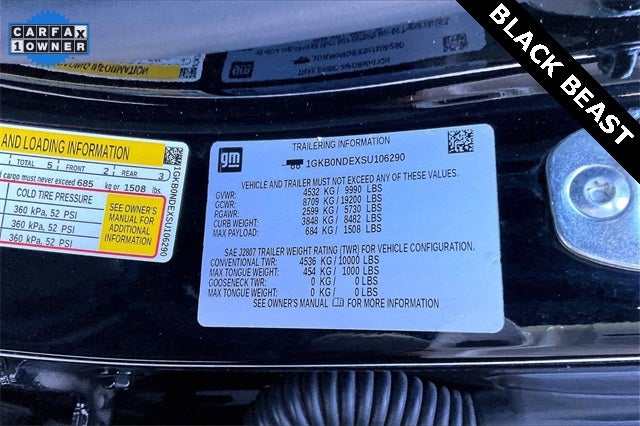 CARFAX
1 OWNER
BLACK BEAST
AND LOADING INFORMATION
TOTAL 5 FRONT 2 REAR 3
d cargo must never exceed 685 kg or 1508 lbs.
COLD TIRE PRESSURE
360 kPa, 52 PSI
360 kPa, 52 PSI
360 kPa, 52 PSI
SEE OWNER'S
MANUAL FOR
ADDITIONAL
INFORMATION
1GKB0NDEXSU106290
gm
TRAILERING INFORMATION
1GKB0NDEXSU106290
VEHICLE AND TRAILER MUST NOT EXCEED ANY OF THESE VALUES.
GVWR: 4532 KG / 9990 LBS
GCWR: 8709 KG / 19200 LBS
RGAWR: 2599 KG / 5730 LBS
CURB WEIGHT: 3848 KG / 8482 LBS
MAX PAYLOAD: 684 KG / 1508 LBS
SAE J2807 TRAILER WEIGHT RATING (TWR) FOR VEHICLE CONFIGURATION.
CONVENTIONAL TWR: 4536 KG / 10000 LBS
MAX TONGUE WEIGHT: 454 KG / 1000 LBS
GOOSENECK TWR: 0 KG / 0 LBS
MAX TONGUE WEIGHT: 0 KG / 0 LBS
SEE OWNER'S MANUAL FOR MORE INFORMATION